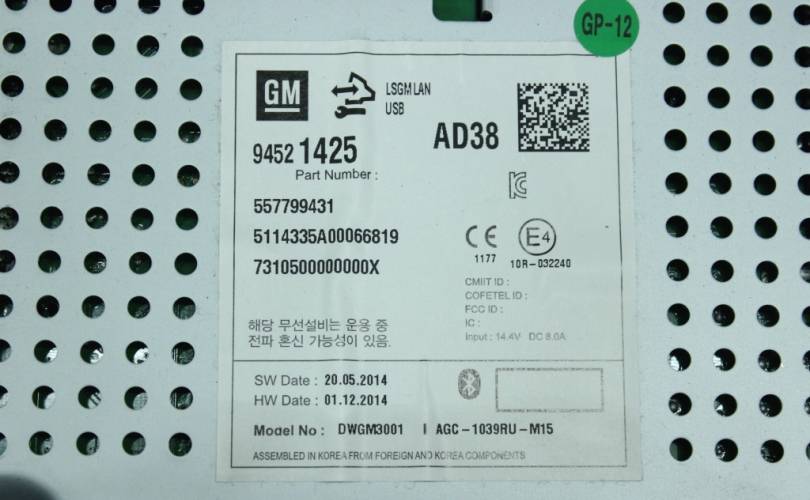 GP-12
GM
LSGMLAN
USB
9452 1425
AD38
Part Number :
557799431
5114335A00066819
7310500000000X
1177
E4
10R-032240
CMIIT ID :
COFETEL ID :
FCC ID :
IC :
Input : 14.4V DC 8.0A
해당 무선설비는 운용 중
전파 혼신 가능성이 있음.
SW Date : 20.05.2014
HW Date : 01.12.2014
Model No : DWGM3001 I AGC-1039RU-M15
ASSEMBLED IN KOREA FROM FOREIGN AND KOREA COMPONENTS